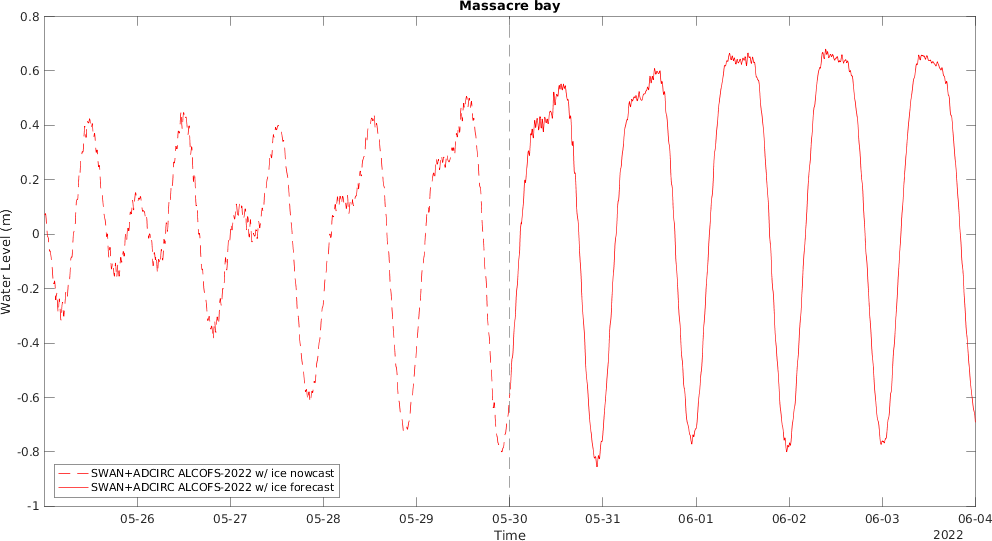 Massacre bay
0.8
0.6
0.4
0.2
0
-0.2
-0.4
-0.6
-0.8
-1
Water Level (m)
SWAN+ADCIRC ALCOFS-2022 w/ ice nowcast
SWAN+ADCIRC ALCOFS-2022 w/ ice forecast
05-26 05-27 05-28 05-29 05-30 05-31 06-01 06-02 06-03 06-04
Time
2022